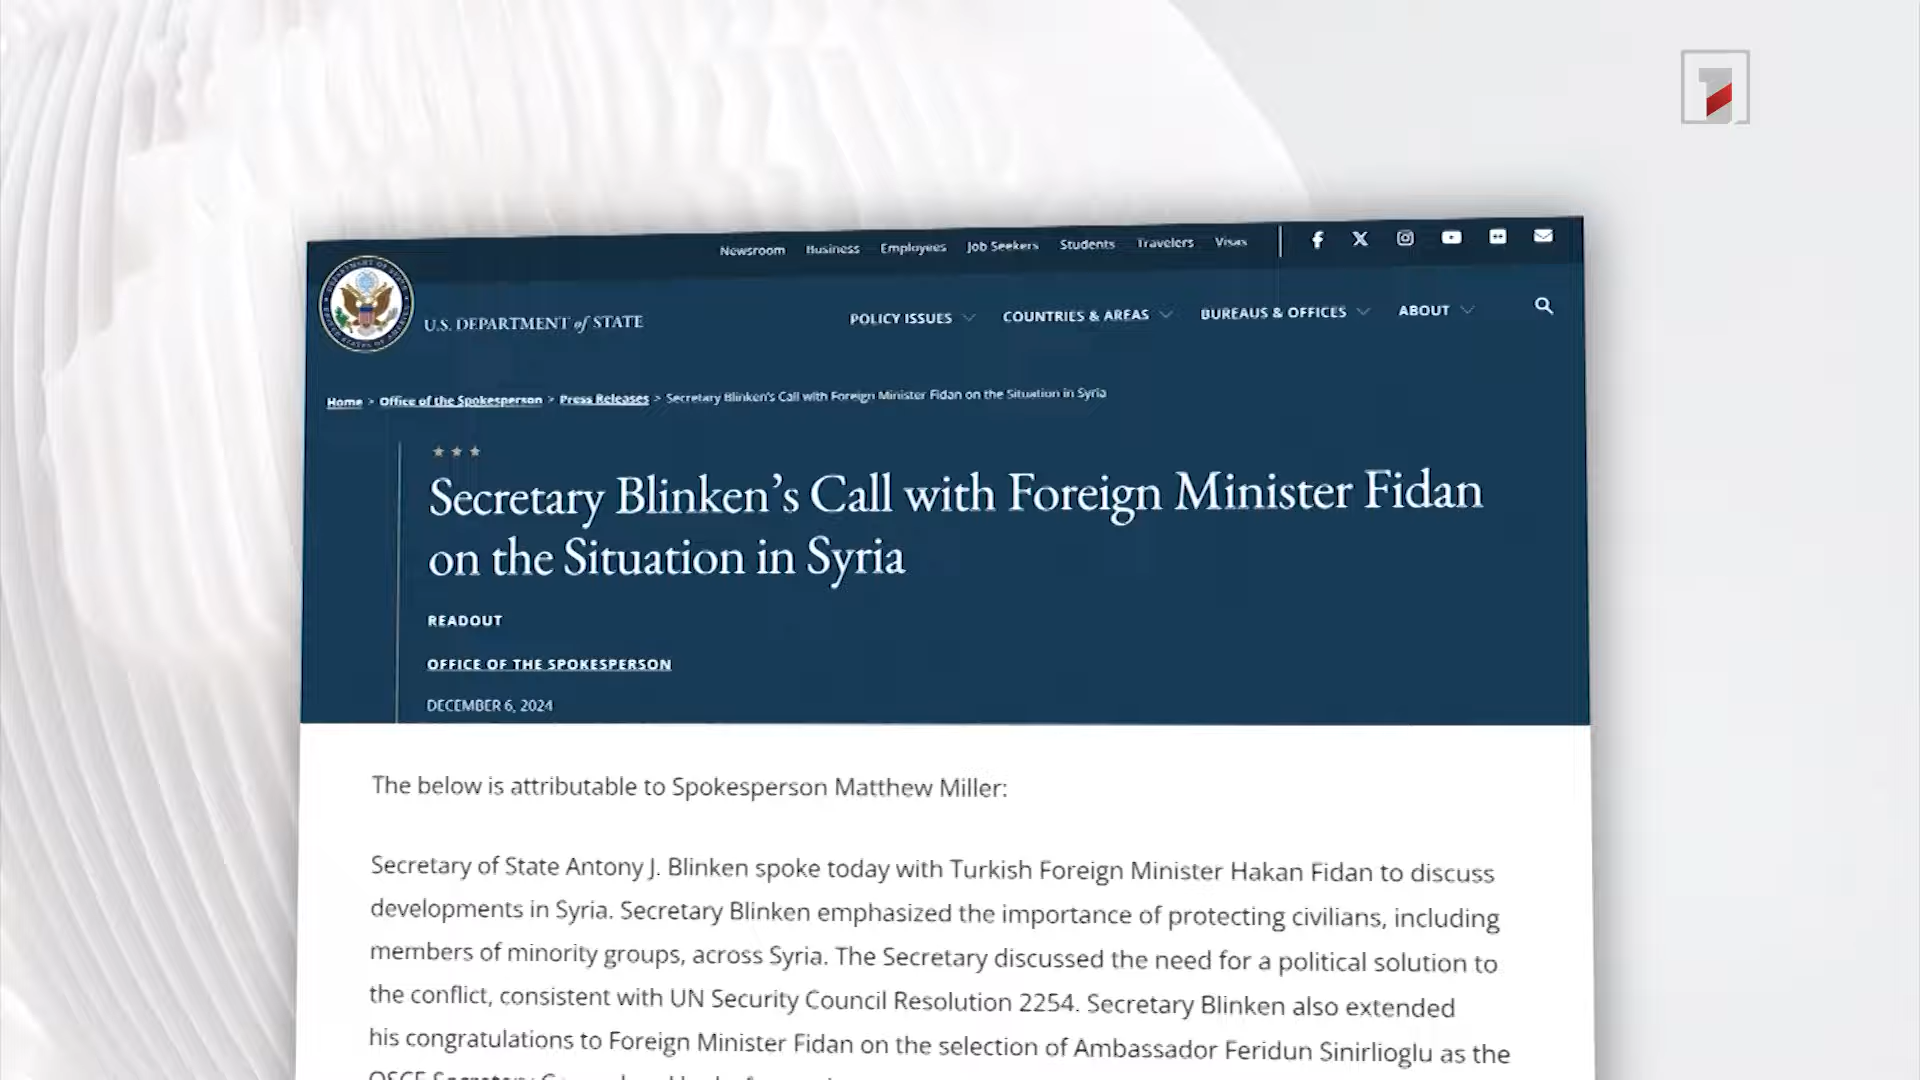 Newsroom Business Employees Job Seekers Students Travelers Visas
U.S. DEPARTMENT of STATE
POLICY ISSUES COUNTRIES & AREAS BUREAUS & OFFICES ABOUT
Home > Office of the Spokesperson > Press Releases > Secretary Blinken's Call with Foreign Minister Fidan on the Situation in Syria
Secretary Blinken's Call with Foreign Minister Fidan
on the Situation in Syria
READOUT
OFFICE OF THE SPOKESPERSON
DECEMBER 6, 2024
The below is attributable to Spokesperson Matthew Miller:
Secretary of State Antony J. Blinken spoke today with Turkish Foreign Minister Hakan Fidan to discuss
developments in Syria. Secretary Blinken emphasized the importance of protecting civilians, including
members of minority groups, across Syria. The Secretary discussed the need for a political solution to
the conflict, consistent with UN Security Council Resolution 2254. Secretary Blinken also extended
his congratulations to Foreign Minister Fidan on the selection of Ambassador Feridun Sinirlioglu as the